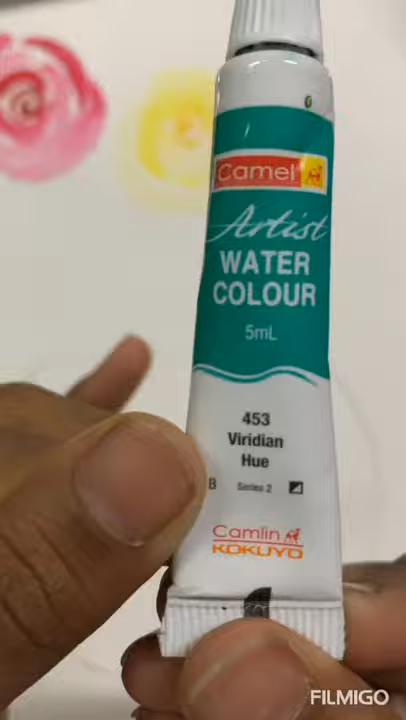 Camel
Artist
WATER
COLOUR
5mL
453
Viridian
Hue
B Series 2
Camlin
KOKUYO
FILMIGO